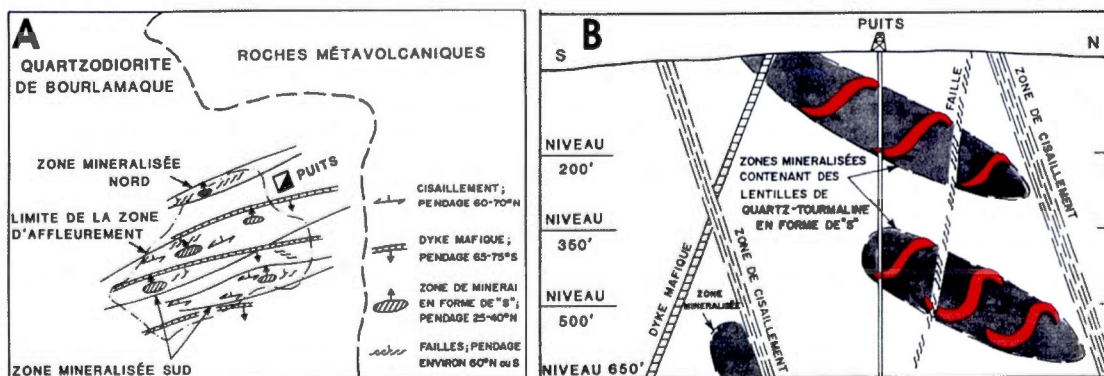 A
QUARTZODIORITE
DE BOURLAMAQUE
ROCHES MÉTAVOLCANIQUES
ZONE MINERALISÉE
NORD
PUITS
LIMITE DE LA ZONE
D'AFFLEUREMENT
ZONE MINERALISÉE SUD
CISAILLEMENT;
PENDAGE 60-70°N
DYKE MAFIQUE;
PENDAGE 65-75°S
ZONE DE MINERAI
EN FORME DE "S";
PENDAGE 25-40°N
FAILLES; PENDAGE
ENVIRON 60°N ou S
B
PUITS
S
N
NIVEAU
200'
NIVEAU
350'
NIVEAU
500'
NIVEAU 650'
DYKE MAFIQUE
ZONE DE CISAILLEMENT
ZONE
MINERALISÉE
ZONES MINERALISÉES
CONTENANT DES
LENTILLES DE
QUARTZ-TOURMALINE
EN FORME DE "S"
FAILLE
ZONE DE CISAILLEMENT